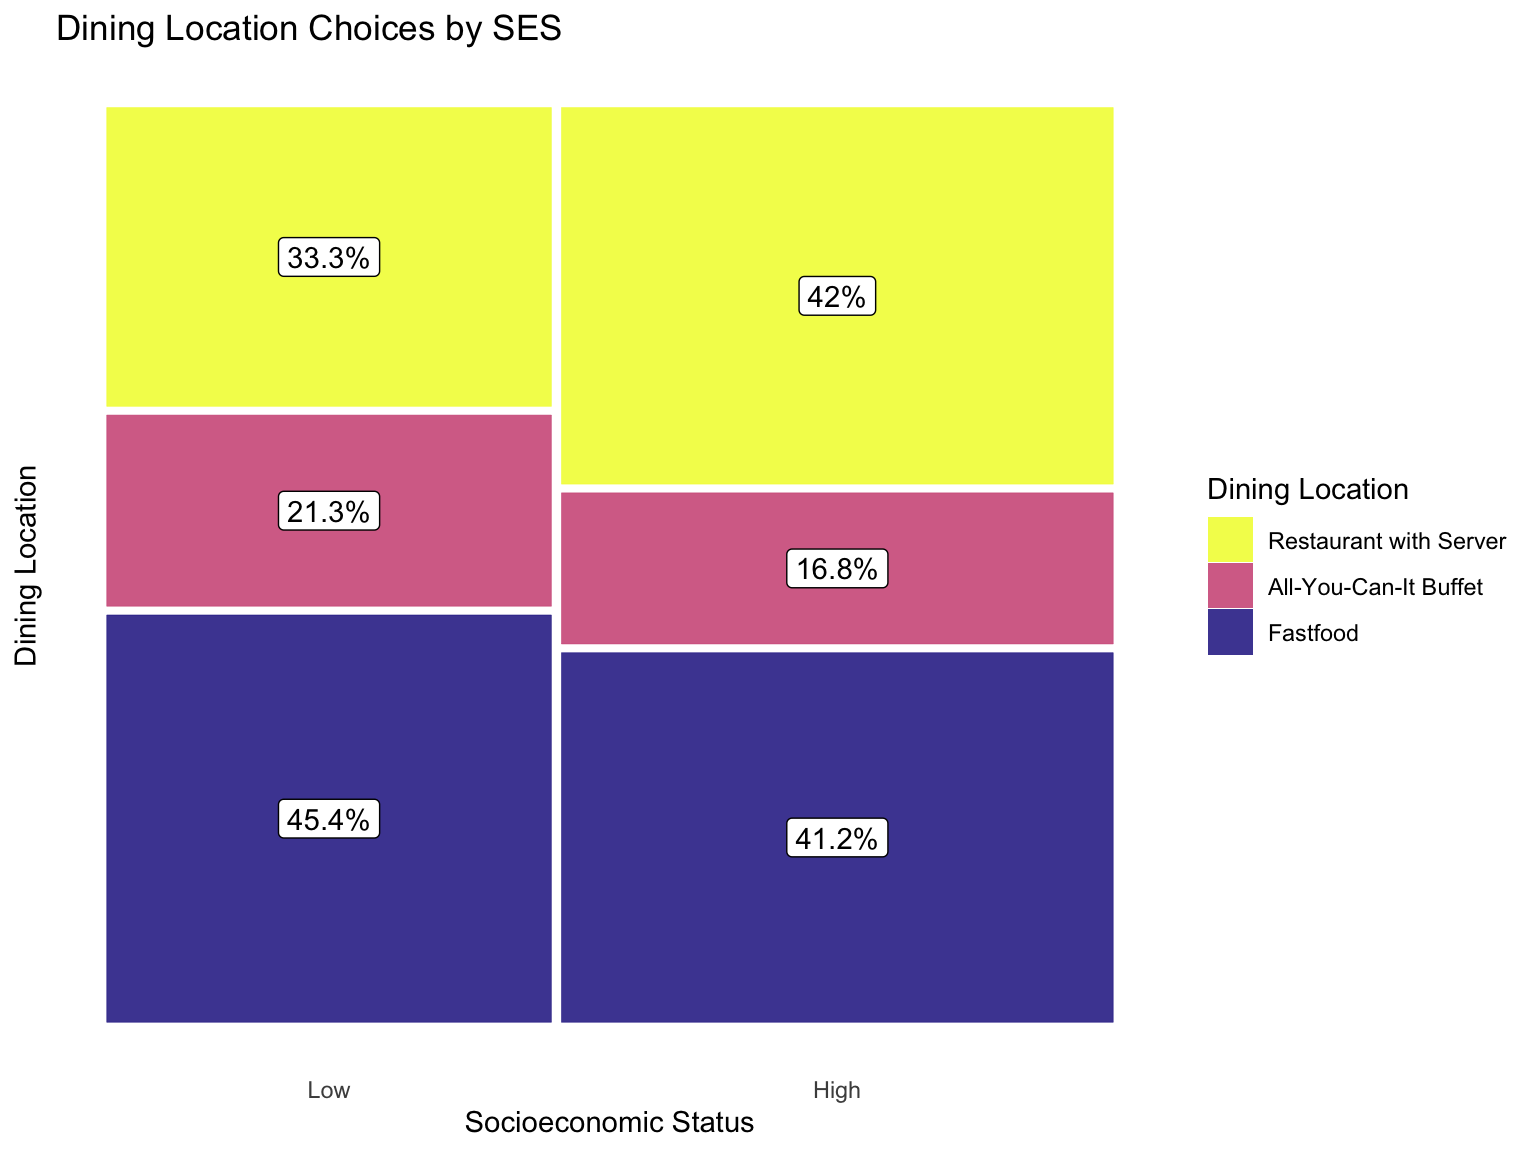 Dining Location Choices by SES
33.3%
42%
21.3%
16.8%
45.4%
41.2%
Dining Location
Low
High
Socioeconomic Status
Dining Location
Restaurant with Server
All-You-Can-It Buffet
Fastfood